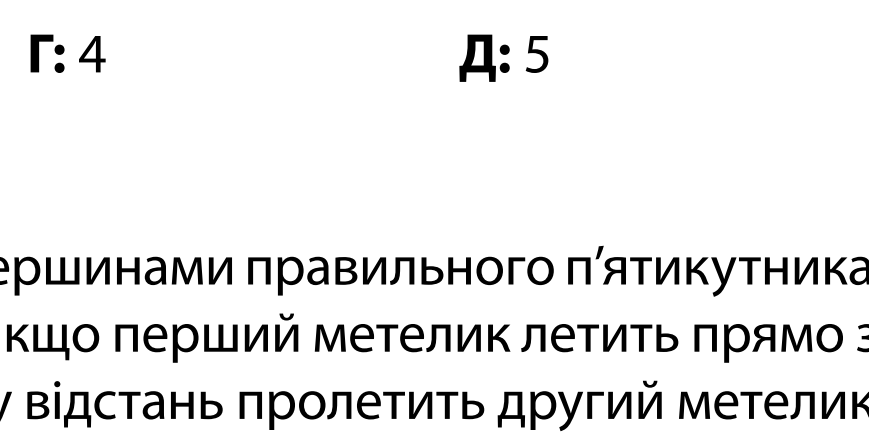 Г: 4 Д: 5
ершинами правильного п’ятикутника
кщо перший метелик летить прямо з
у відстань пролетить другий метелик